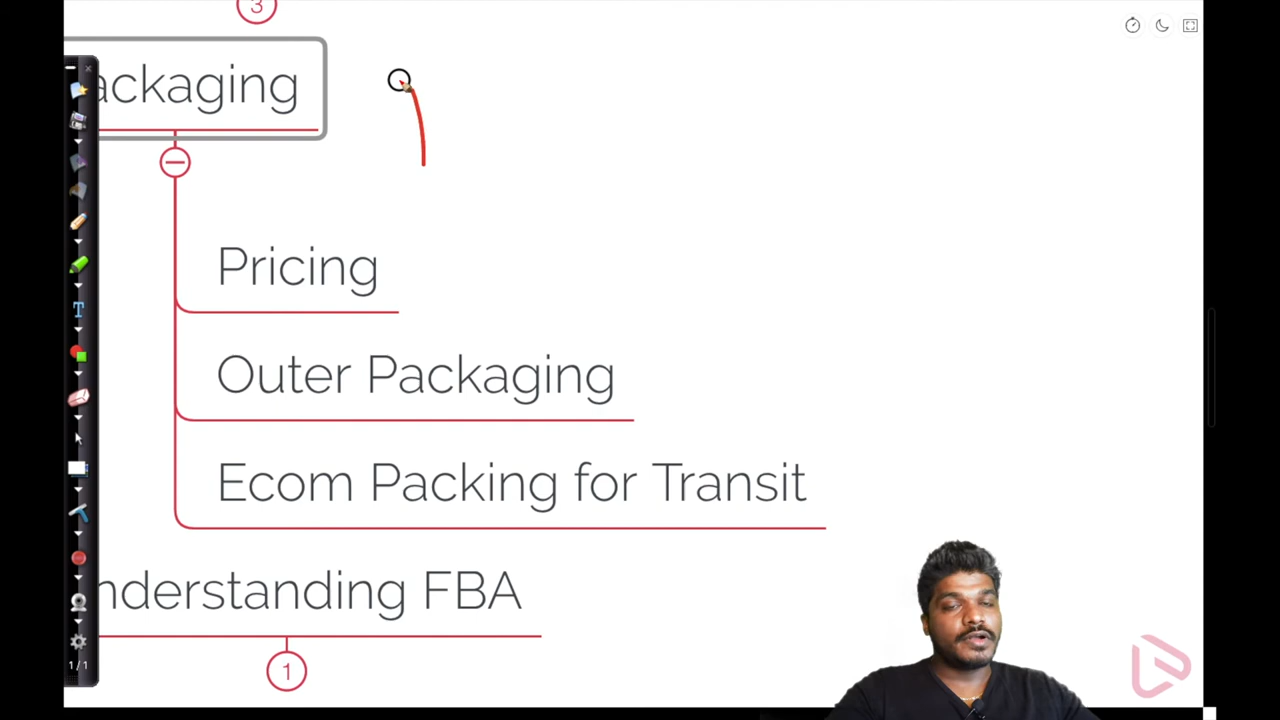 3
ackaging
Pricing
Outer Packaging
Ecom Packing for Transit
nderstanding FBA
1
T
1/1